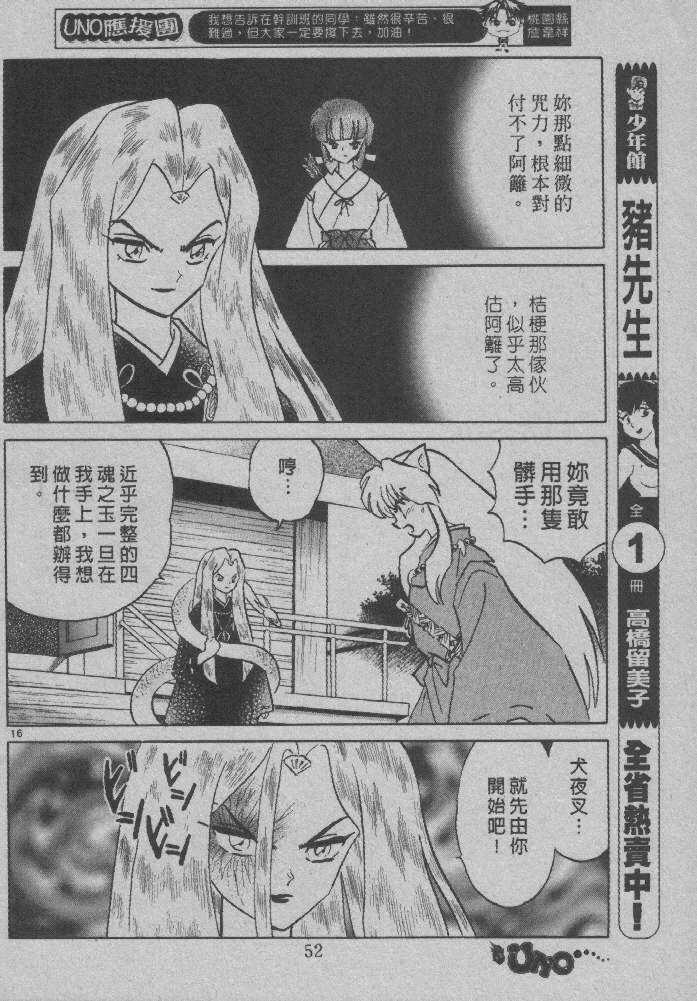 UNO應援團
我想告訴在幹訓班的同學：雖然很辛苦、很
難過，但大家一定要撐下去，加油！
桃園縣
詹韋祥
妳那點細微的
咒力，根本對
付不了阿籬。
桔梗那傢伙
，似乎太高
估阿籬了。
妳竟敢
用那隻
髒手…
哼…
近乎完整的四
魂之玉一旦在
我手上，我想
做什麼都辦得
到。
16
犬夜叉…
就先由你
開始吧！
52
UNO
少年館
豬先生
全
1
冊
高橋留美子
全省熱賣中！